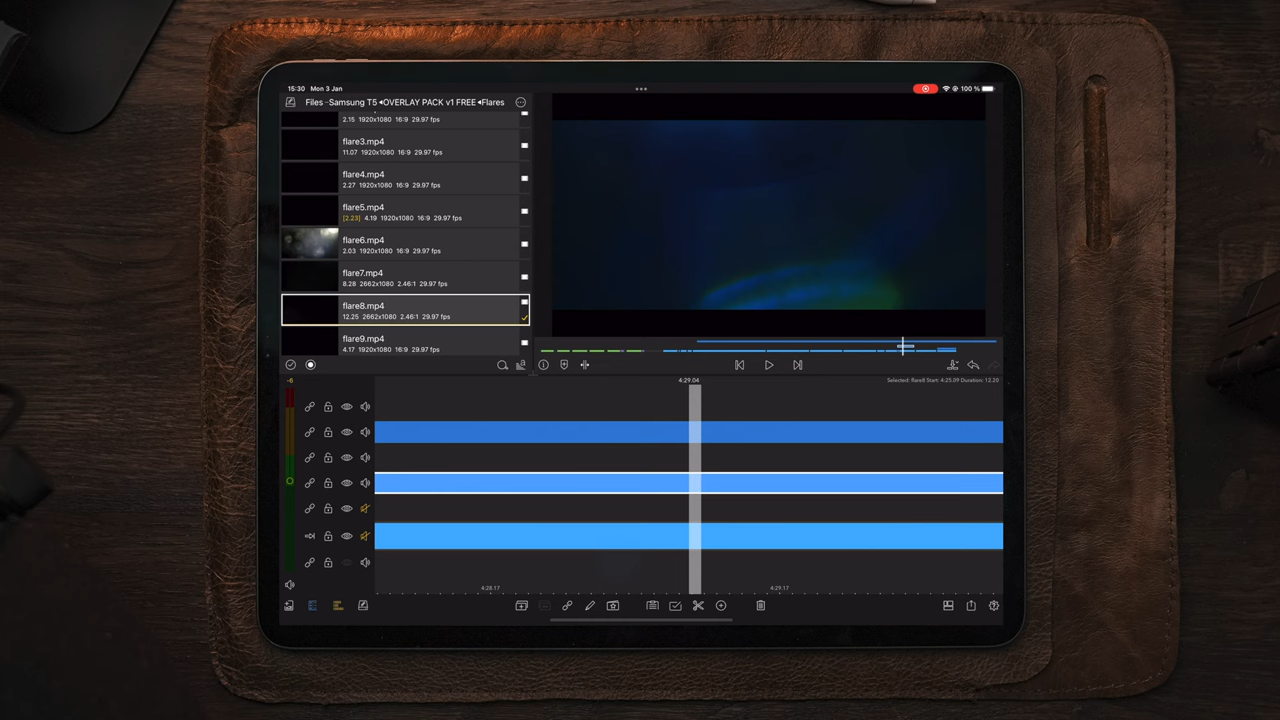 15:30 Mon 3 Jan
100 %
Files Samsung T5 OVERLAY PACK v1 FREE Flares
2.15 1920x1080 16:9 29.97 fps
flare3.mp4
11.07 1920x1080 16:9 29.97 fps
flare4.mp4
2.27 1920x1080 16:9 29.97 fps
flare5.mp4
[2.23] 4.19 1920x1080 16:9 29.97 fps
flare6.mp4
2.03 1920x1080 16:9 29.97 fps
flare7.mp4
8.28 2662x1080 2.46:1 29.97 fps
flare8.mp4
12.25 2662x1080 2.46:1 29.97 fps
flare9.mp4
4.17 1920x1080 16:9 29.97 fps
-6
4:29.04
Selected: flare8 Start: 4:25.09 Duration: 12.20
4:28.17
4:29.17